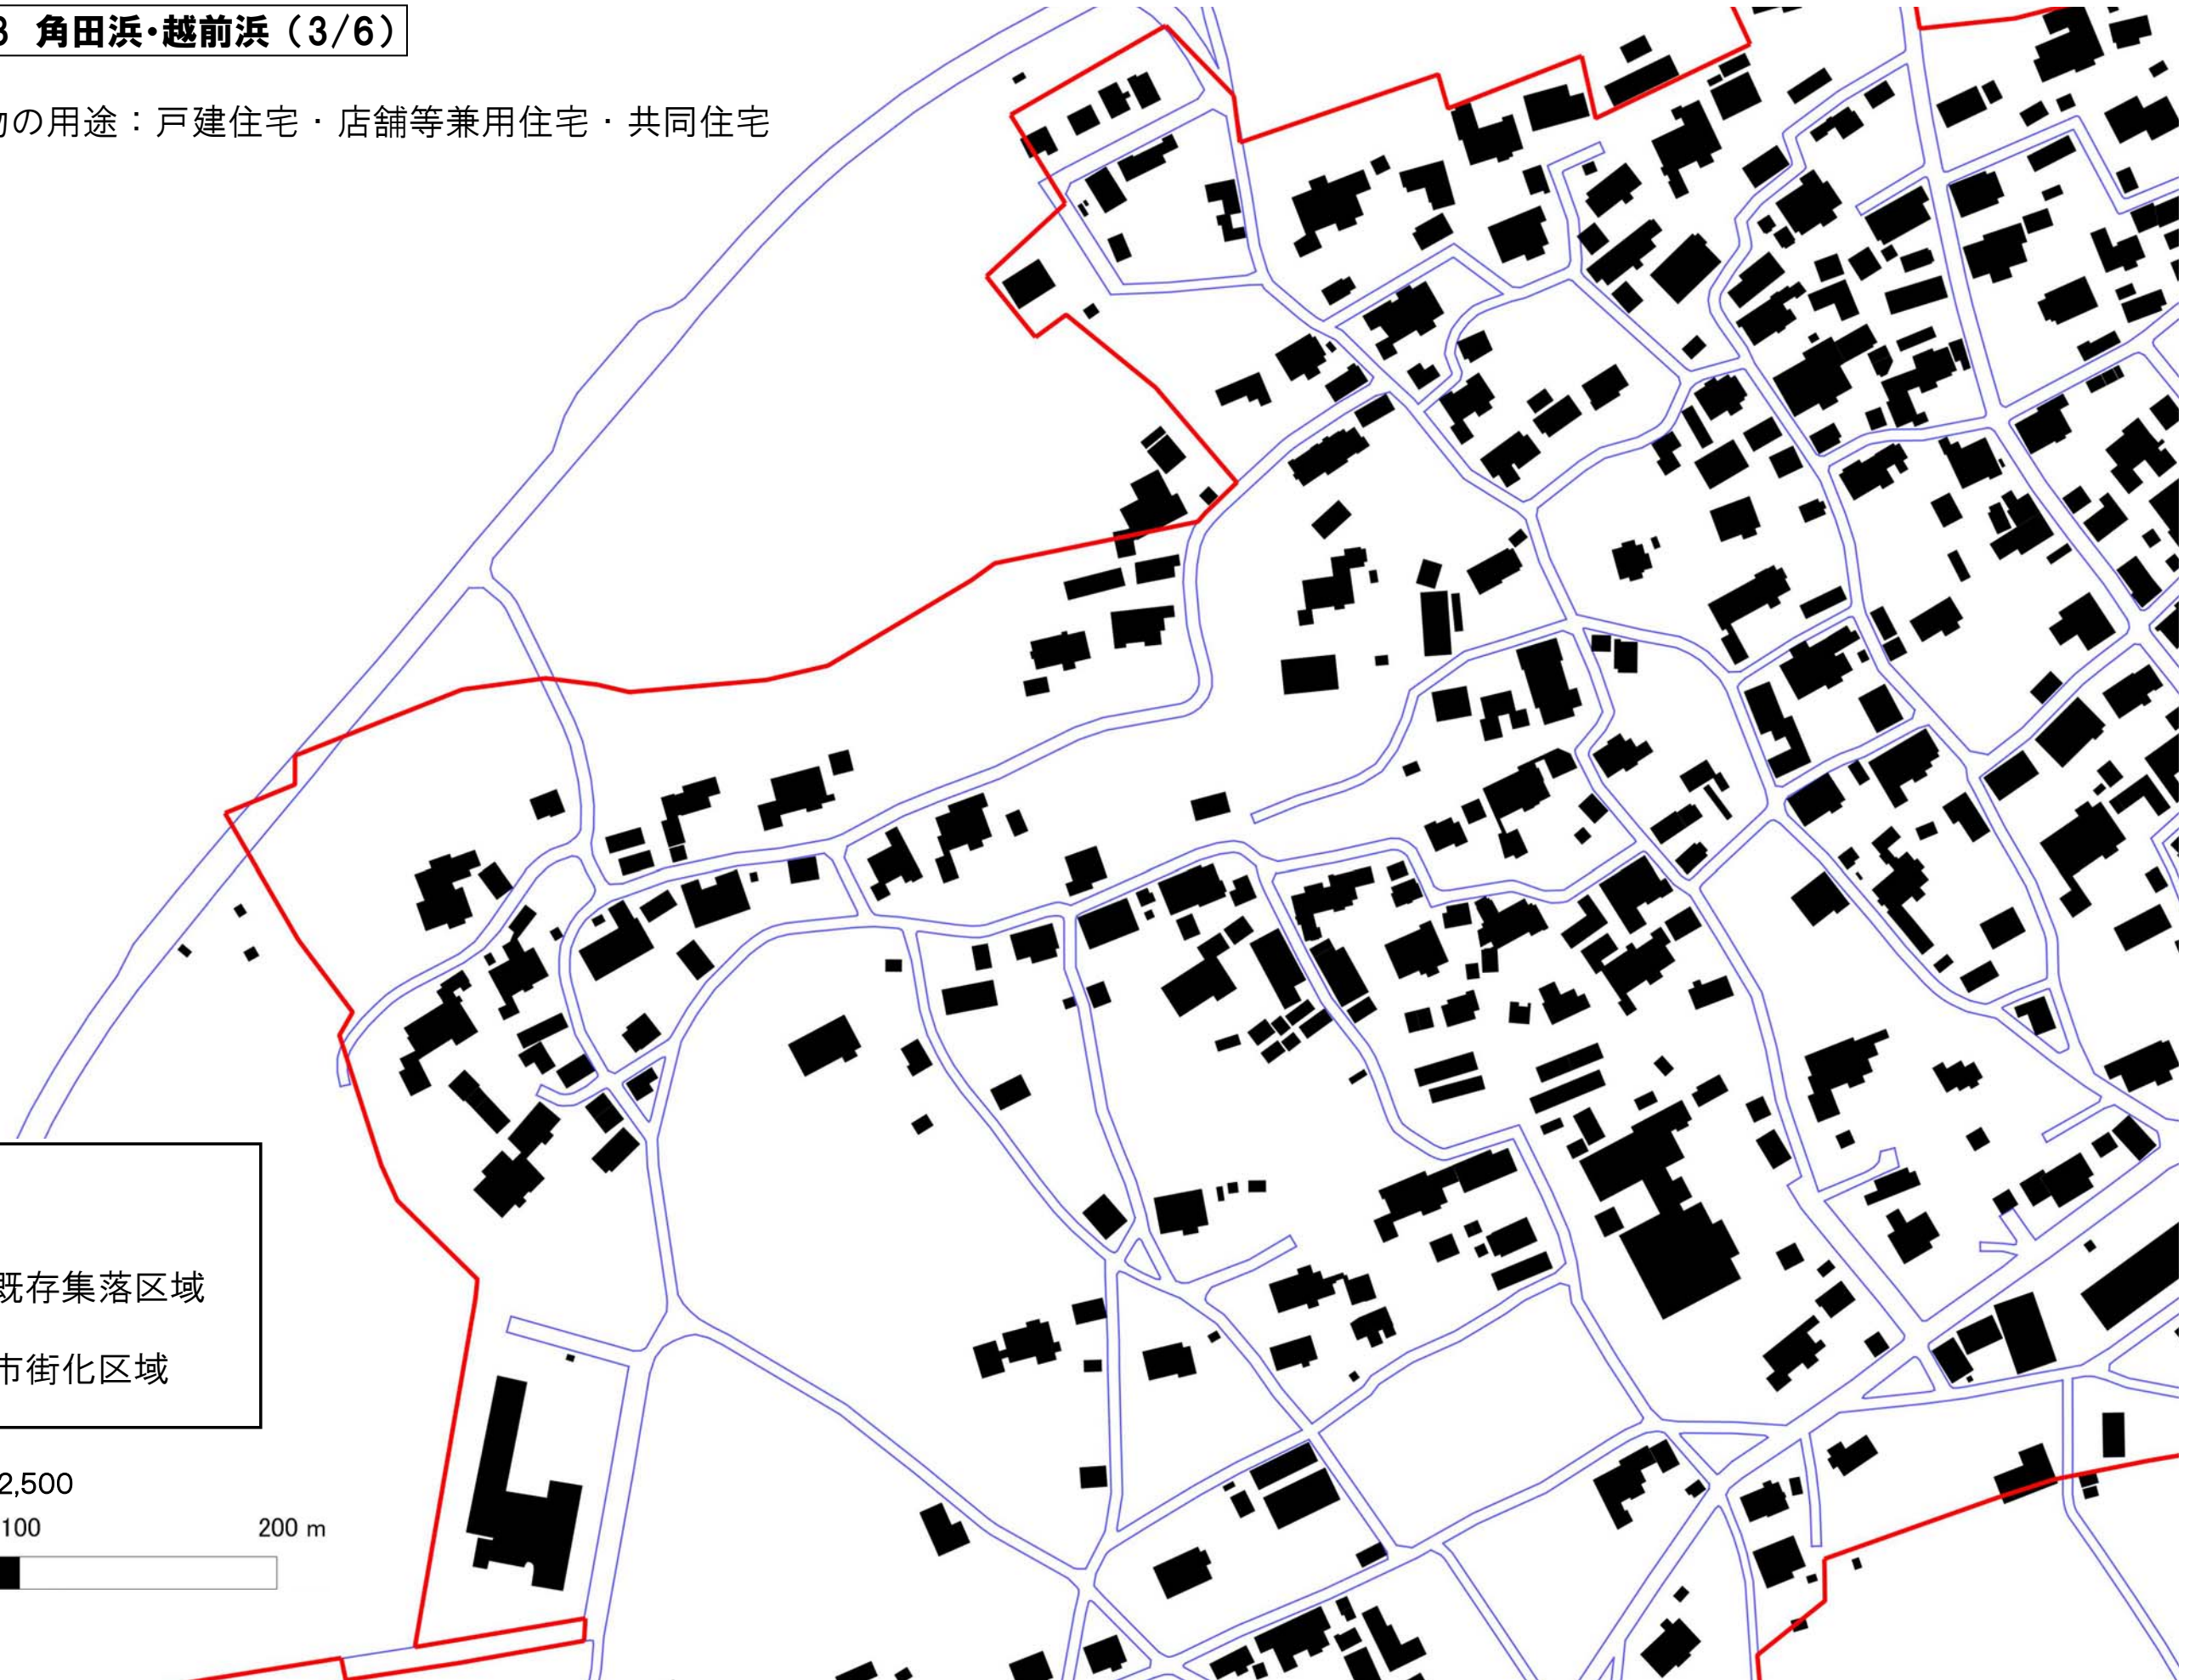 3 角田浜・越前浜（3/6）
の用途：戸建住宅・店舗等兼用住宅・共同住宅
既存集落区域
市街化区域
2,500
100 200 m